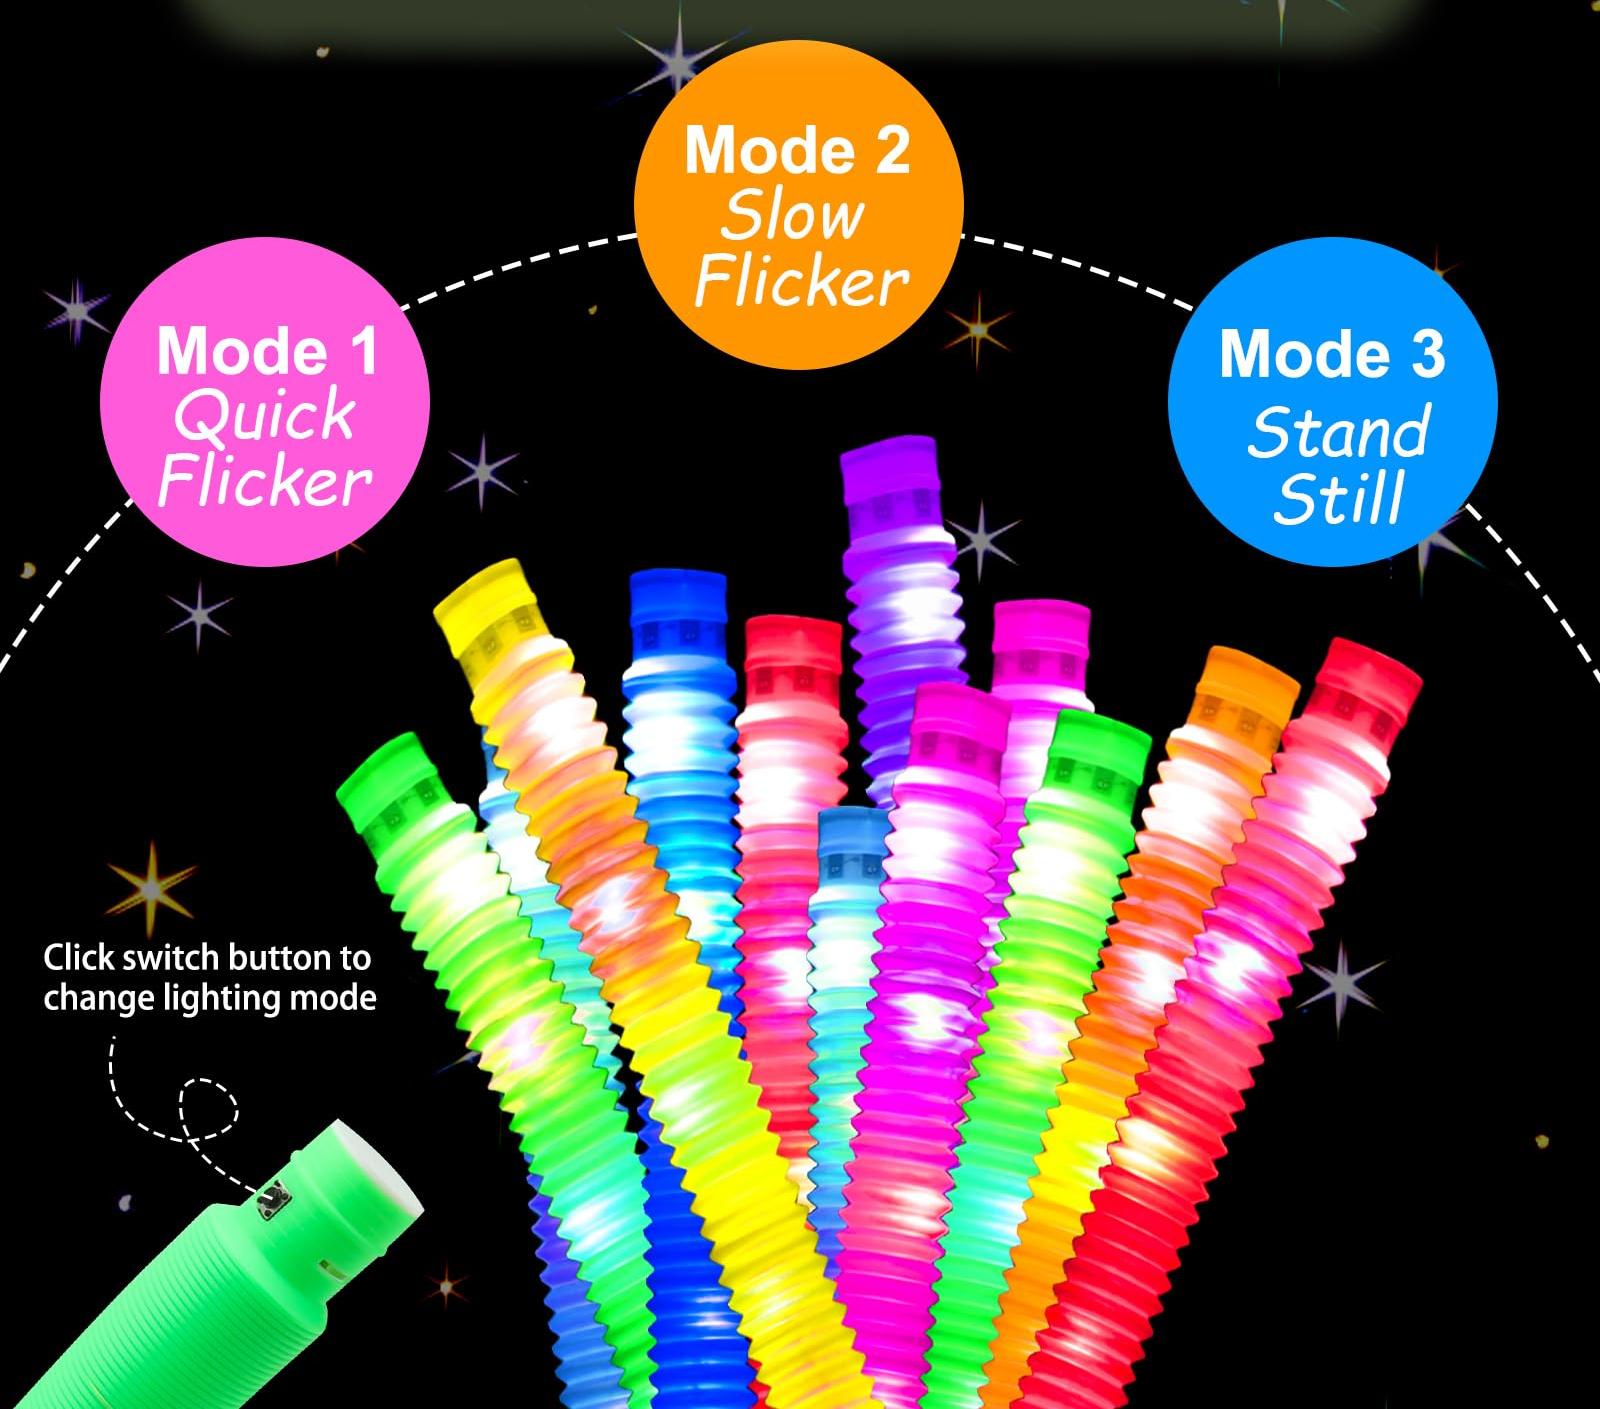 Mode 2
Slow
Flicker
Mode 1
Quick
Flicker
Mode 3
Stand
Still
Click switch button to
change lighting mode